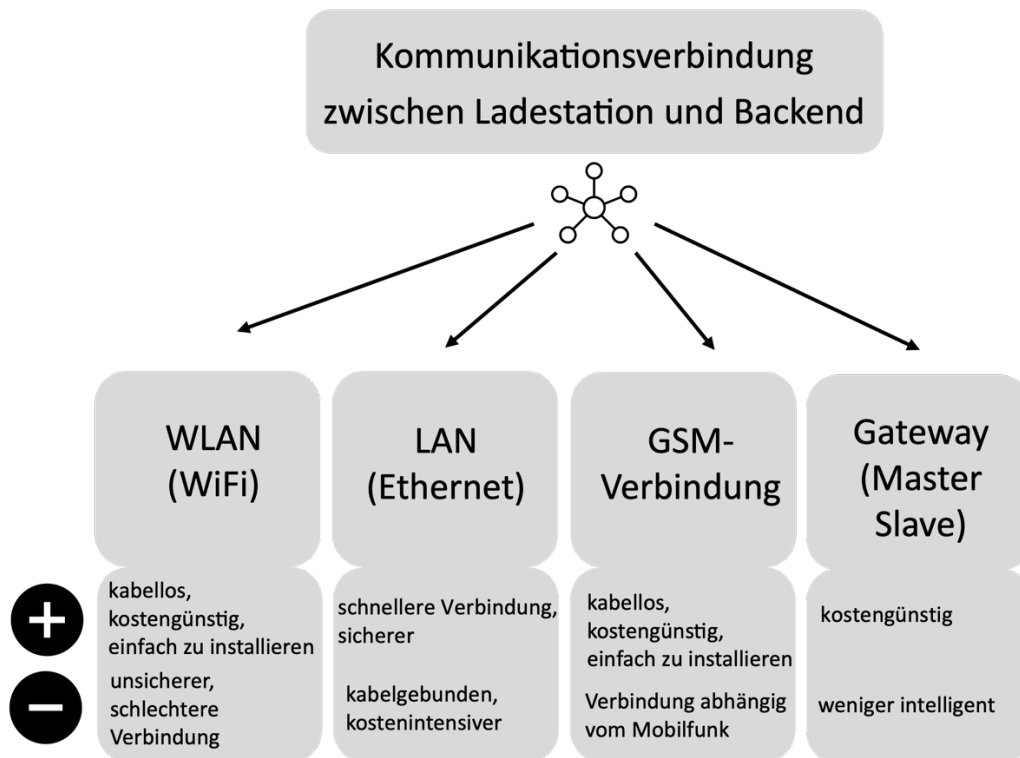 Kommunikationsverbindung
zwischen Ladestation und Backend
WLAN
(WiFi)
LAN
(Ethernet)
GSM-
Verbindung
Gateway
(Master
Slave)
kabellos,
kostengünstig,
einfach zu installieren
schnellere Verbindung,
sicherer
kabellos,
kostengünstig,
einfach zu installieren
kostengünstig
unsicherer,
schlechtere
Verbindung
kabelgebunden,
kostenintensiver
Verbindung abhängig
vom Mobilfunk
weniger intelligent